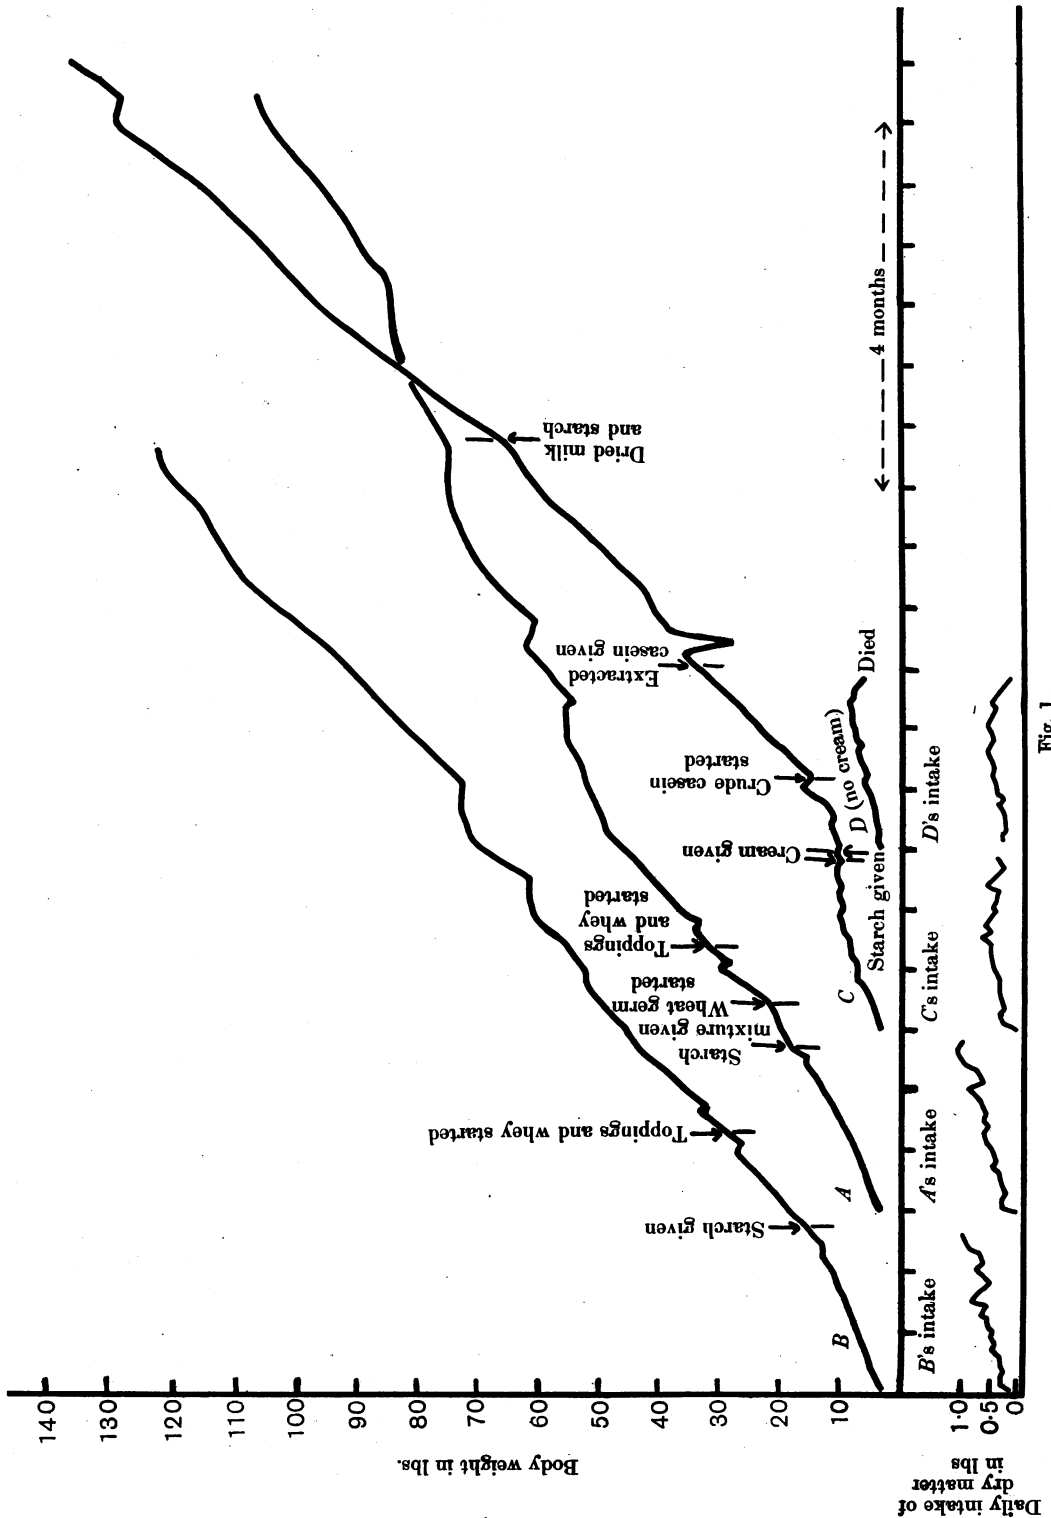 140
130
120
110
100
90
80
70
60
50
40
30
20
10
Body weight in lbs.
1·0
0·5
0
Daily intake of
dry matter
in lbs
B
Starch given
Toppings and whey started
A
Starch
mixture given
Wheat germ
started
Toppings
and whey
started
C
Starch given
Cream given
D (no cream)
Died
Crude casein
started
Extracted
casein given
Dried milk
and starch
4 months
B's intake
A's intake
C's intake
D's intake
Fig. 1